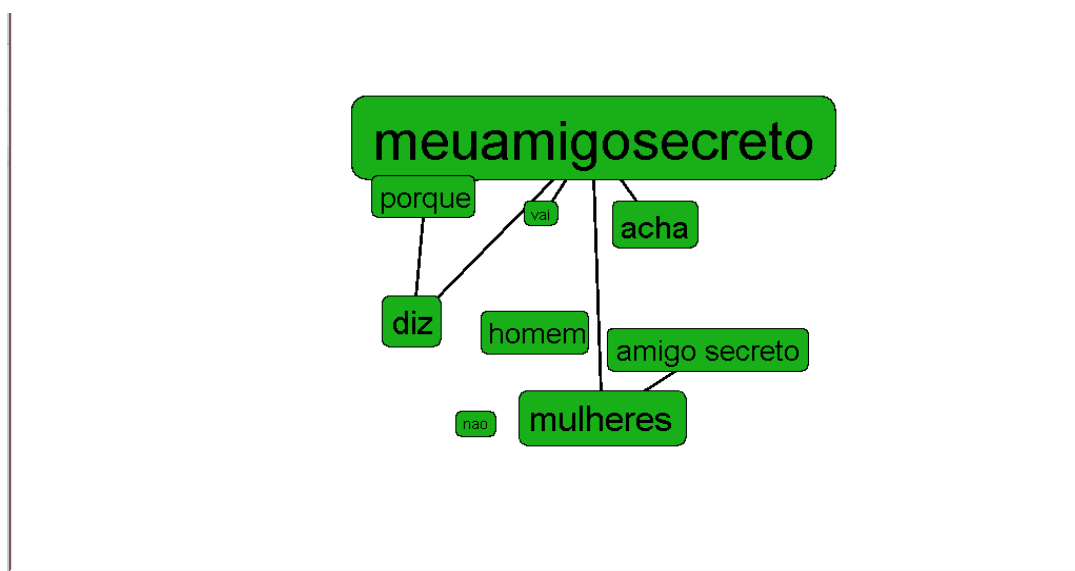 meuamigosecreto
porque
vai
acha
diz
homem
amigo secreto
nao
mulheres